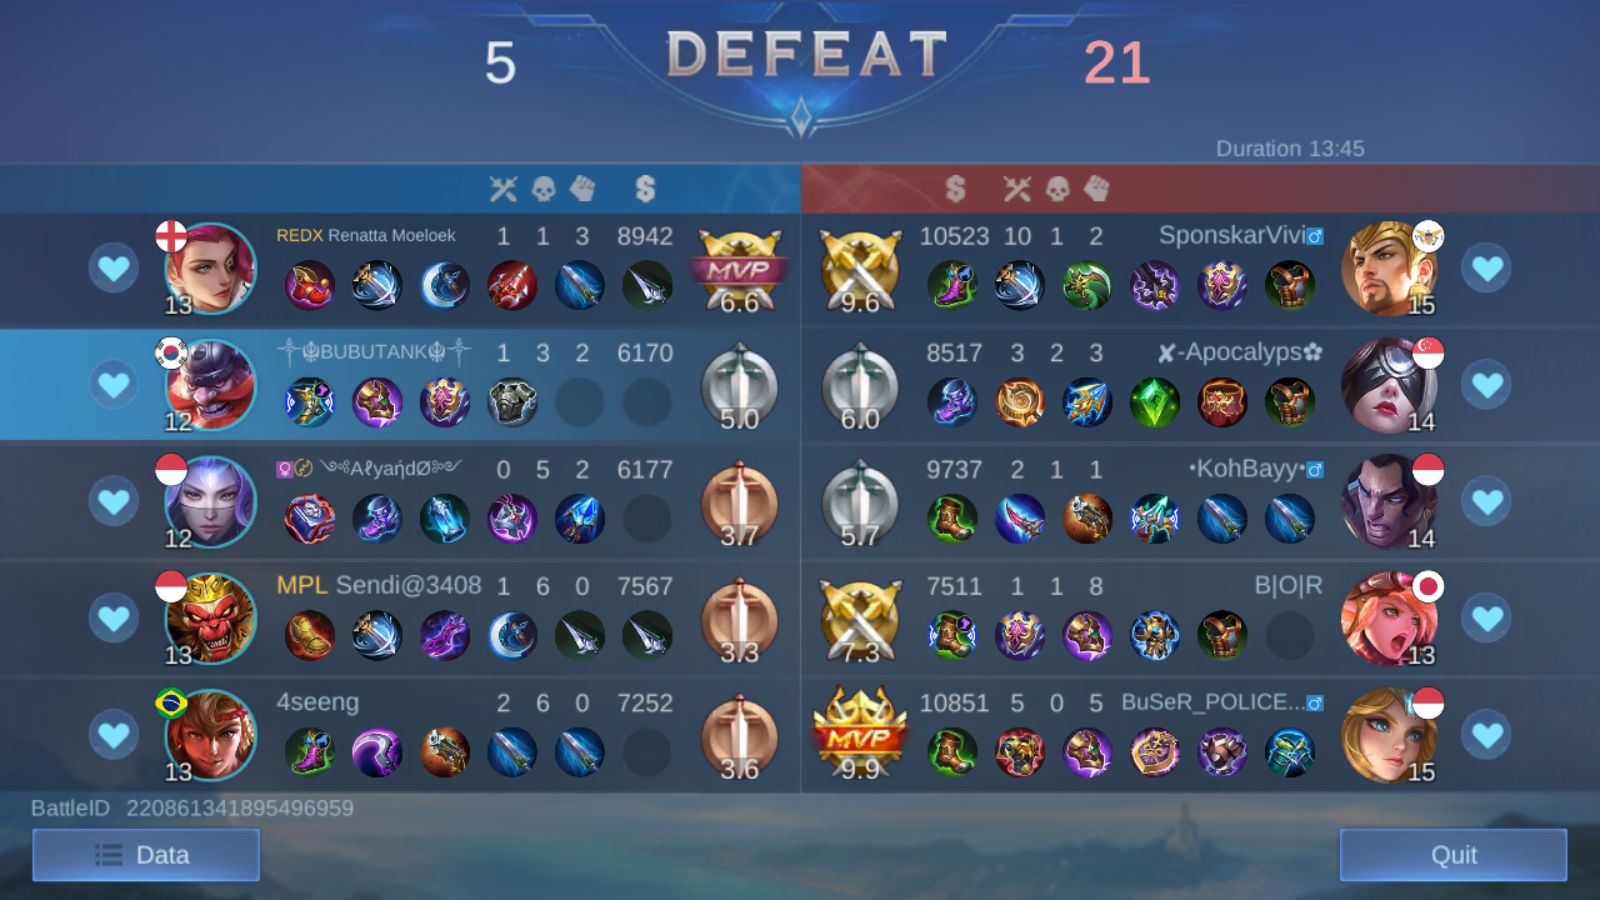 5 DEFEAT 21
Duration 13:45
REDX Renatta Moeloek 1 1 3 8942
13
MVP
6.6
10523 10 1 2 SponskarVivi
9.6
15
BUBUTANK 1 3 2 6170
12
5.0
8517 3 2 3 ✘-Apocalyps✿
6.0
14
AℓyaήdØ 0 5 2 6177
12
3.7
9737 2 1 1 •KohBayy•
5.7
14
MPL Sendi@3408 1 6 0 7567
13
3.3
7511 1 1 8 B|O|R
7.3
13
4seeng 2 6 0 7252
13
3.6
10851 5 0 5 BuSeR_POLICE...
MVP
9.9
15
BattleID 220861341895496959
Data
Quit